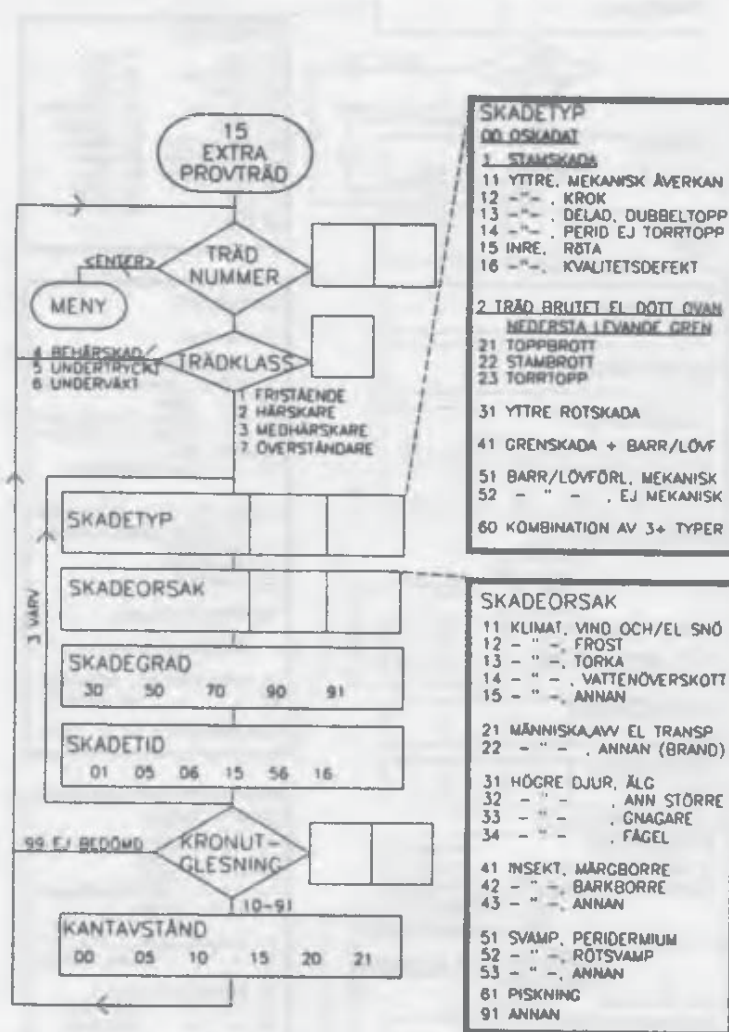 15
EXTRA
PROVTRÄD
<ENTER>
TRÄD
NUMMER
MENY
4 BEHÄRSKAD/
5 UNDERTRYCKT
6 UNDERVÄXT
TRÄDKLASS
1 FRISTÅENDE
2 HÄRSKARE
3 MEDHÄRSKARE
7 ÖVERSTÅNDARE
SKADETYP
SKADEORSAK
3 VARV
SKADEGRAD
30 50 70 90 91
SKADETID
01 05 06 15 56 16
99 EJ BEDÖMD
KRONUT-
GLESNING
10-91
KANTAVSTÅND
00 05 10 15 20 21
SKADETYP
00 OSKADAT
1 STAMSKADA
11 YTTRE, MEKANISK ÅVERKAN
12 -"- , KROK
13 -"- , DELAD, DUBBELTOPP
14 -"- , PERID EJ TORRTOPP
15 INRE, RÖTA
16 -"-, KVALITETSDEFEKT
2 TRÄD BRUTET EL DÖTT OVAN
NEDERSTA LEVANDE GREN
21 TOPPBROTT
22 STAMBROTT
23 TORRTOPP
31 YTTRE ROTSKADA
41 GRENSKADA + BARR/LÖVF
51 BARR/LÖVFÖRL, MEKANISK
52 - " - , EJ MEKANISK
60 KOMBINATION AV 3+ TYPER
SKADEORSAK
11 KLIMAT, VIND OCH/EL SNÖ
12 - " -, FROST
13 - " -, TORKA
14 - " - , VATTENÖVERSKOTT
15 - " -, ANNAN
21 MÄNNISKA,AVV EL TRANSP
22 - " - , ANNAN (BRAND)
31 HÖGRE DJUR, ÄLG
32 - " - , ANN STÖRRE
33 - " - , GNAGARE
34 - " - , FÅGEL
41 INSEKT, MÄRGBORRE
42 - " -, BARKBORRE
43 - " -, ANNAN
51 SVAMP, PERIDERMIUM
52 - " -, RÖTSVAMP
53 - " -, ANNAN
61 PISKNING
91 ANNAN